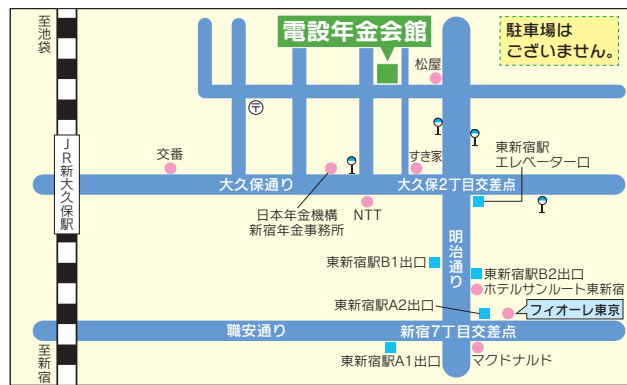 至池袋
電設年金会館
駐車場は
ございません。
松屋
〒
JR新大久保駅
交番
すき家
東新宿駅
エレベーター口
大久保通り
大久保2丁目交差点
日本年金機構
新宿年金事務所
NTT
明治通り
東新宿駅B1出口
東新宿駅B2出口
ホテルサンルート東新宿
東新宿駅A2出口
フィオーレ東京
職安通り
新宿7丁目交差点
至新宿
東新宿駅A1出口
マクドナルド